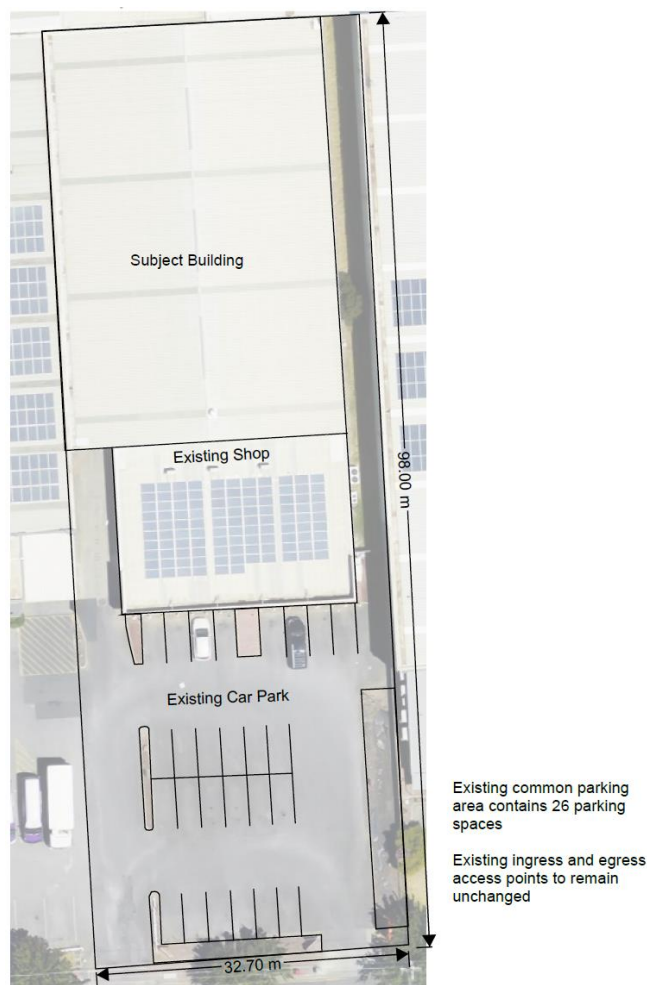 Subject Building
Existing Shop
98.00 m
Existing Car Park
Existing common parking
area contains 26 parking
spaces
Existing ingress and egress
access points to remain
unchanged
32.70 m